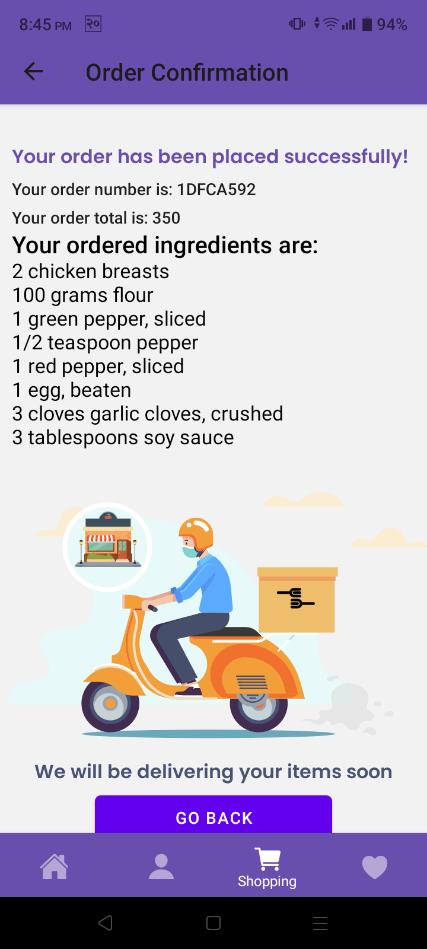 8:45 PM
94%
Order Confirmation
Your order has been placed successfully!
Your order number is: 1DFCA592
Your order total is: 350
Your ordered ingredients are:
2 chicken breasts
100 grams flour
1 green pepper, sliced
1/2 teaspoon pepper
1 red pepper, sliced
1 egg, beaten
3 cloves garlic cloves, crushed
3 tablespoons soy sauce
We will be delivering your items soon
GO BACK
Shopping